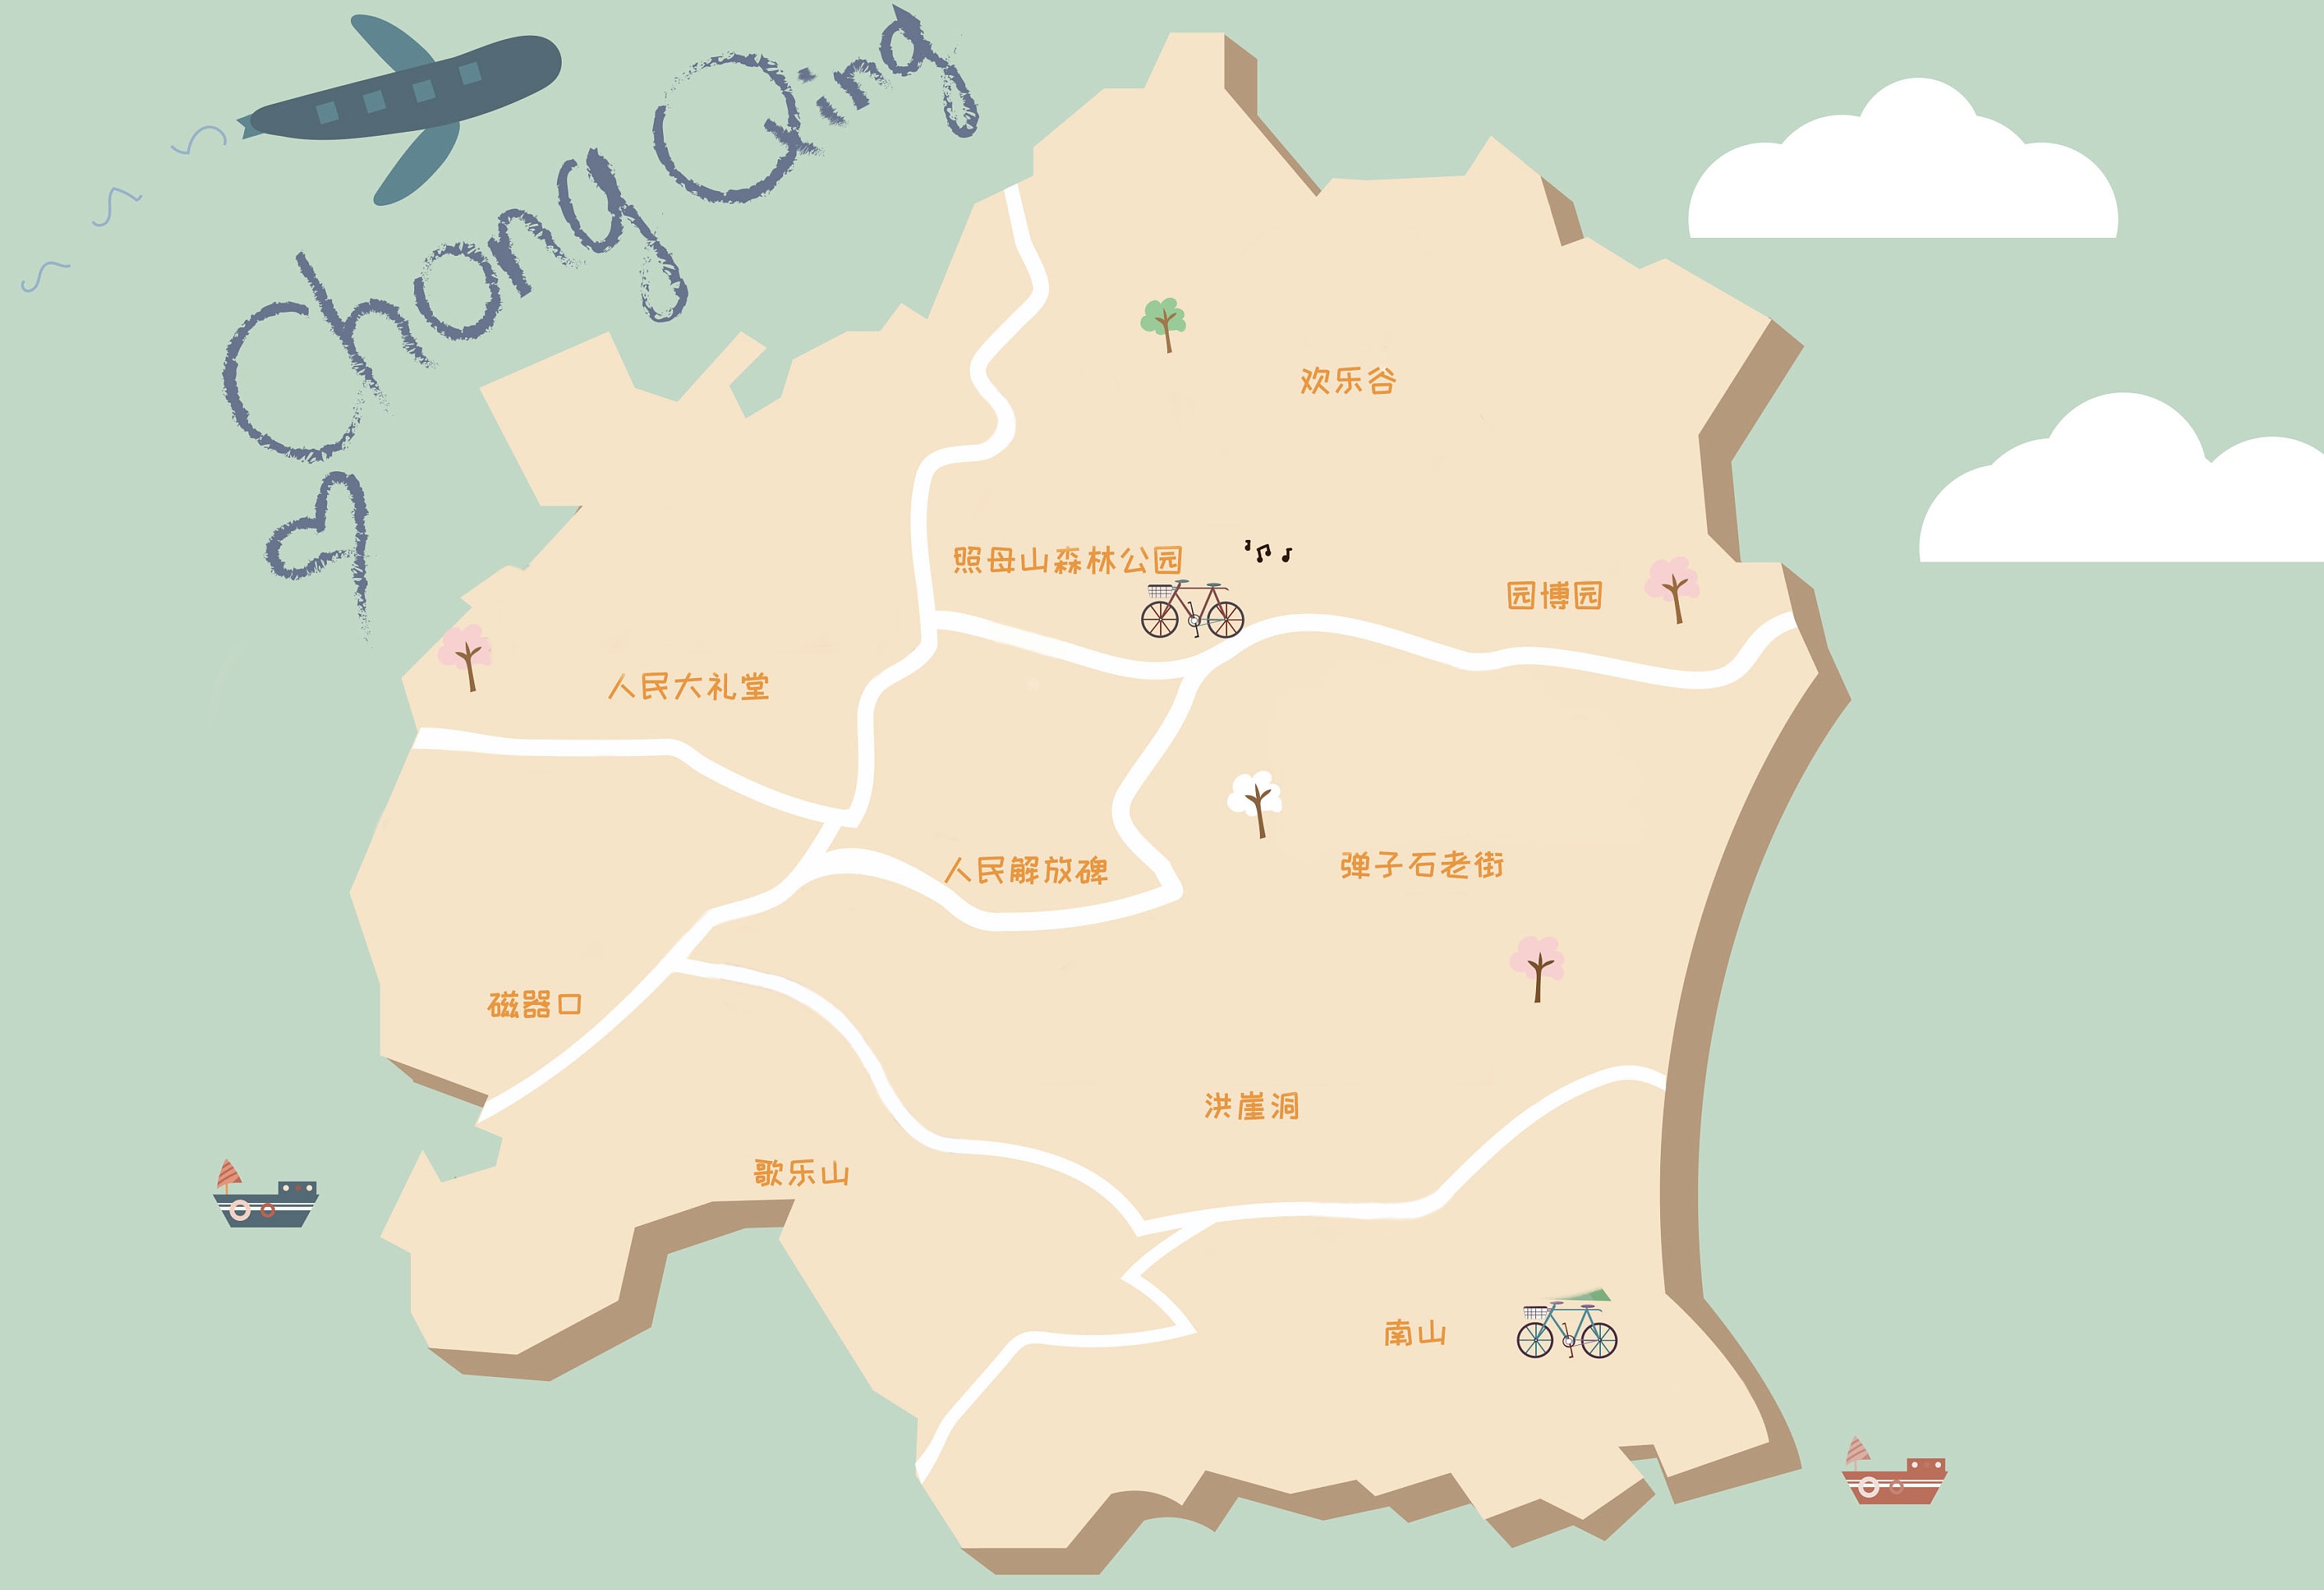 Chong Qing
欢乐谷
照母山森林公园
园博园
人民大礼堂
人民解放碑
弹子石老街
磁器口
洪崖洞
歌乐山
南山